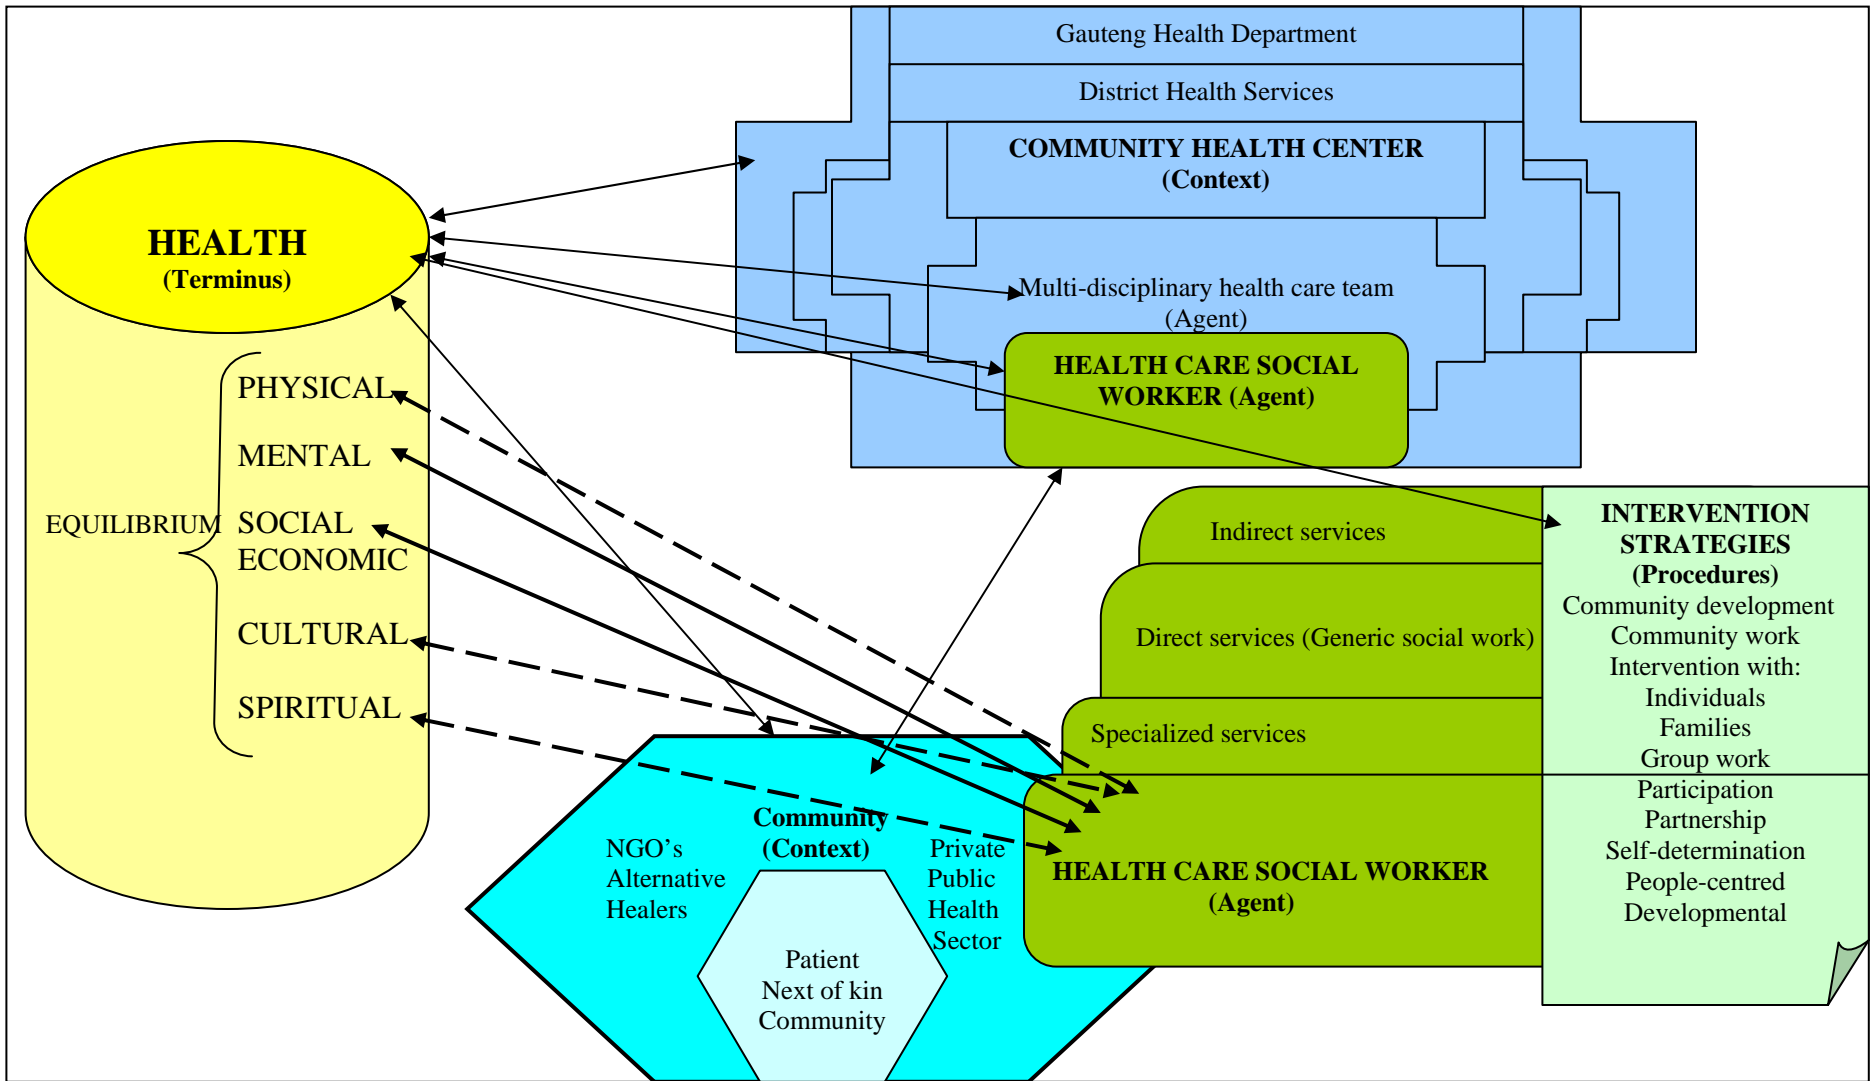 Gauteng Health Department
District Health Services
COMMUNITY HEALTH CENTER
(Context)
Multi-disciplinary health care team
(Agent)
HEALTH CARE SOCIAL
WORKER (Agent)
HEALTH
(Terminus)
EQUILIBRIUM
PHYSICAL
MENTAL
SOCIAL
ECONOMIC
CULTURAL
SPIRITUAL
Indirect services
Direct services (Generic social work)
Specialized services
HEALTH CARE SOCIAL WORKER
(Agent)
INTERVENTION
STRATEGIES
(Procedures)
Community development
Community work
Intervention with:
Individuals
Families
Group work
Participation
Partnership
Self-determination
People-centred
Developmental
Community
(Context)
NGO’s
Alternative
Healers
Private
Public
Health
Sector
Patient
Next of kin
Community